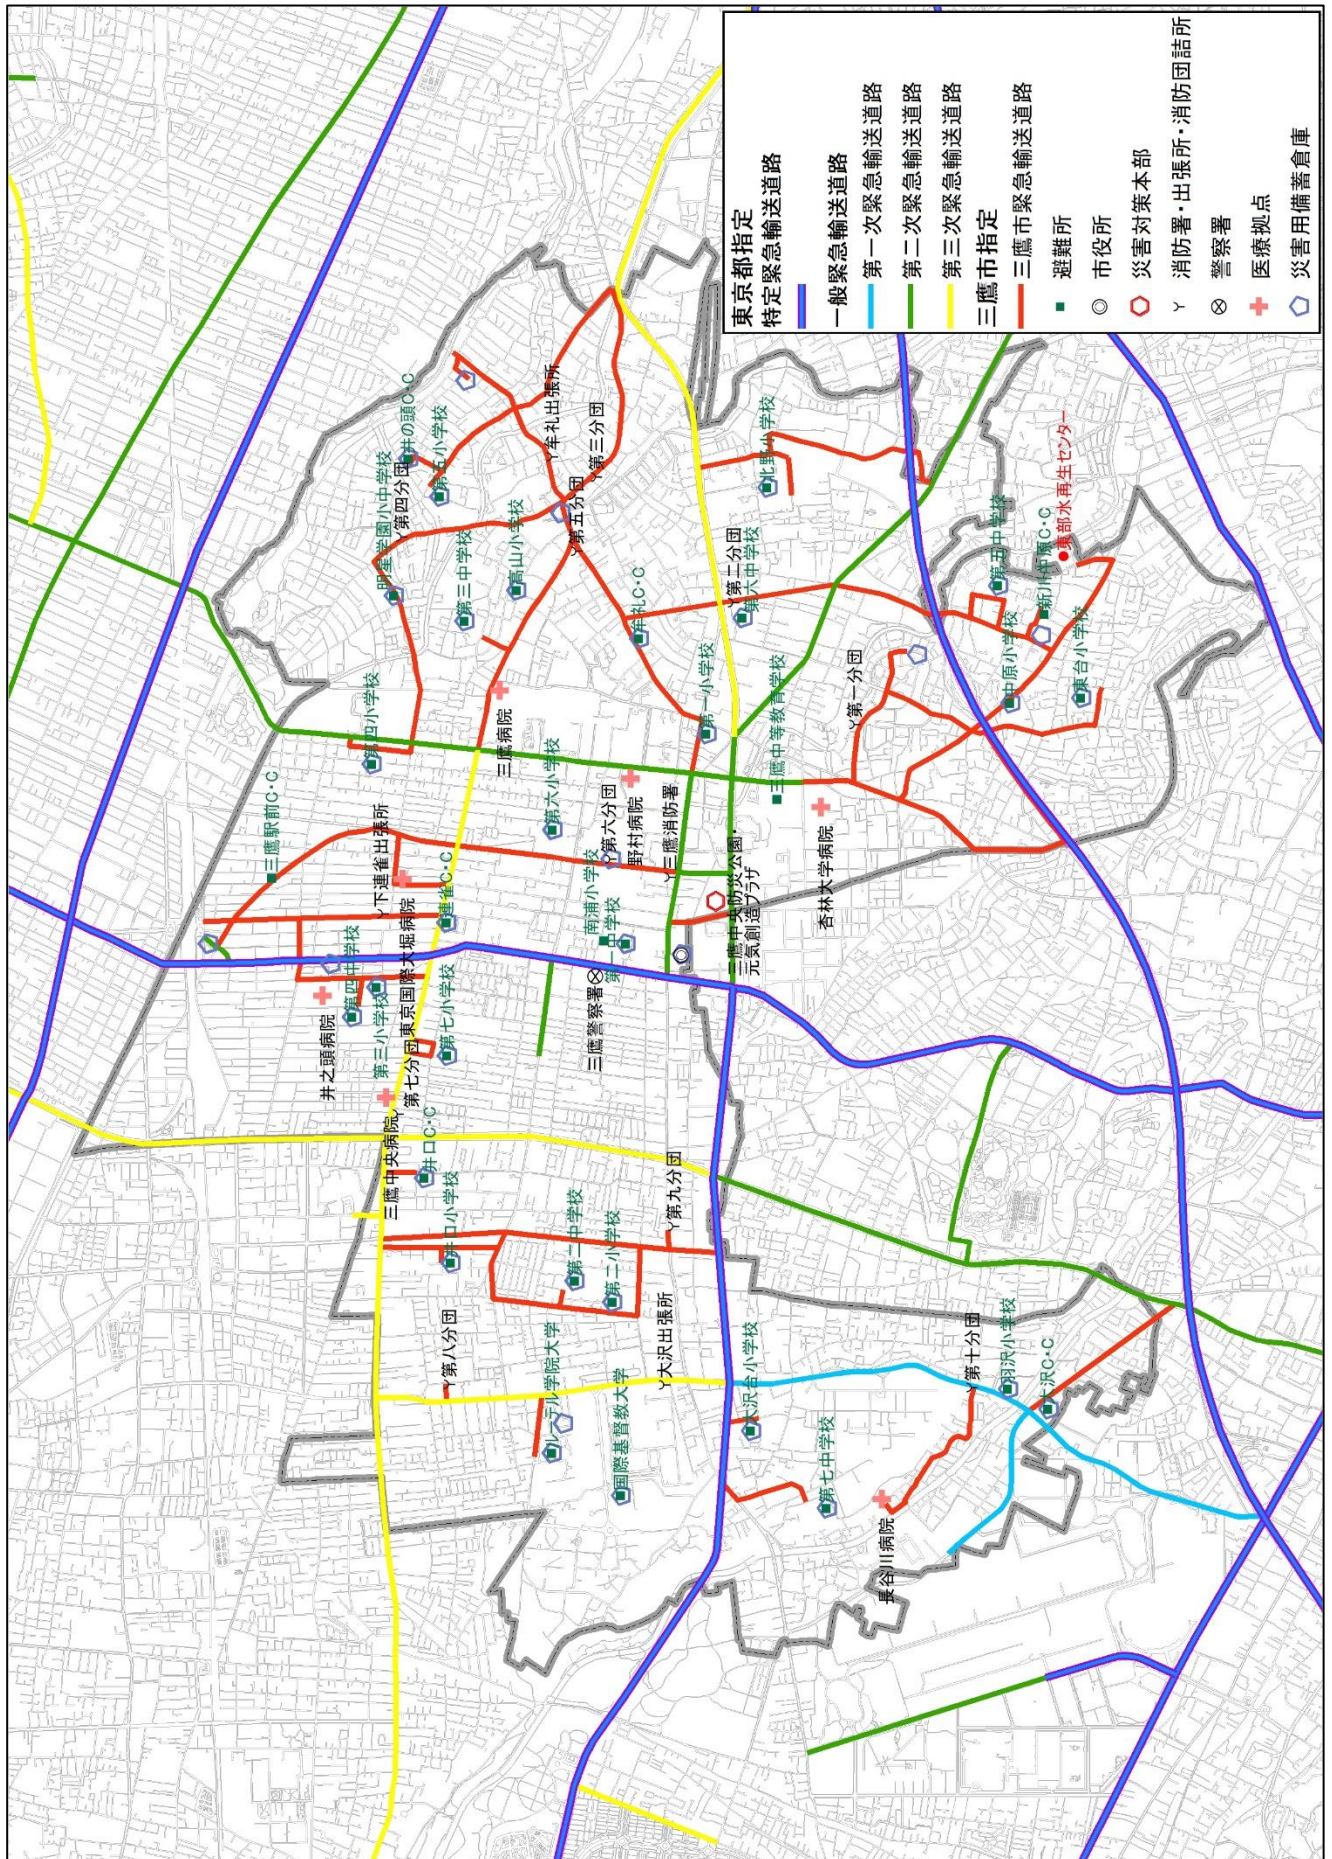 東京都指定
特定緊急輸送道路
一般緊急輸送道路
第一次緊急輸送道路
第二次緊急輸送道路
第三次緊急輸送道路
三鷹市指定
三鷹市緊急輸送道路
避難所
市役所
災害対策本部
消防署・出張所・消防団詰所
警察署
医療拠点
災害用備蓄倉庫
三鷹駅前C・C
第四小学校
明星学園小中学校
第四分団
井の頭C・C
第五小学校
第三中学校
高山小学校
牟礼出張所
第三分団
第五分団
三鷹病院
下連雀出張所
連雀C・C
第六小学校
第六分団
野村病院
三鷹消防署
牟礼C・C
第一小学校
第二分団
第六中学校
北野小学校
第四中学校
井之頭病院
第三小学校
東京国際大堀病院
第七分団
第七小学校
三鷹中央病院
井口C・C
井口小学校
南浦小学校
第一中学校
三鷹警察署
三鷹中央防災公園・
元気創造プラザ
三鷹中等教育学校
杏林大学病院
第一分団
第五中学校
新川中原C・C
東部水再生センター
中原小学校
東台小学校
第八分団
第二中学校
第二小学校
第九分団
ルーテル学院大学
国際基督教大学
大沢出張所
大沢台小学校
第七中学校
長谷川病院
第十分団
羽沢小学校
大沢C・C